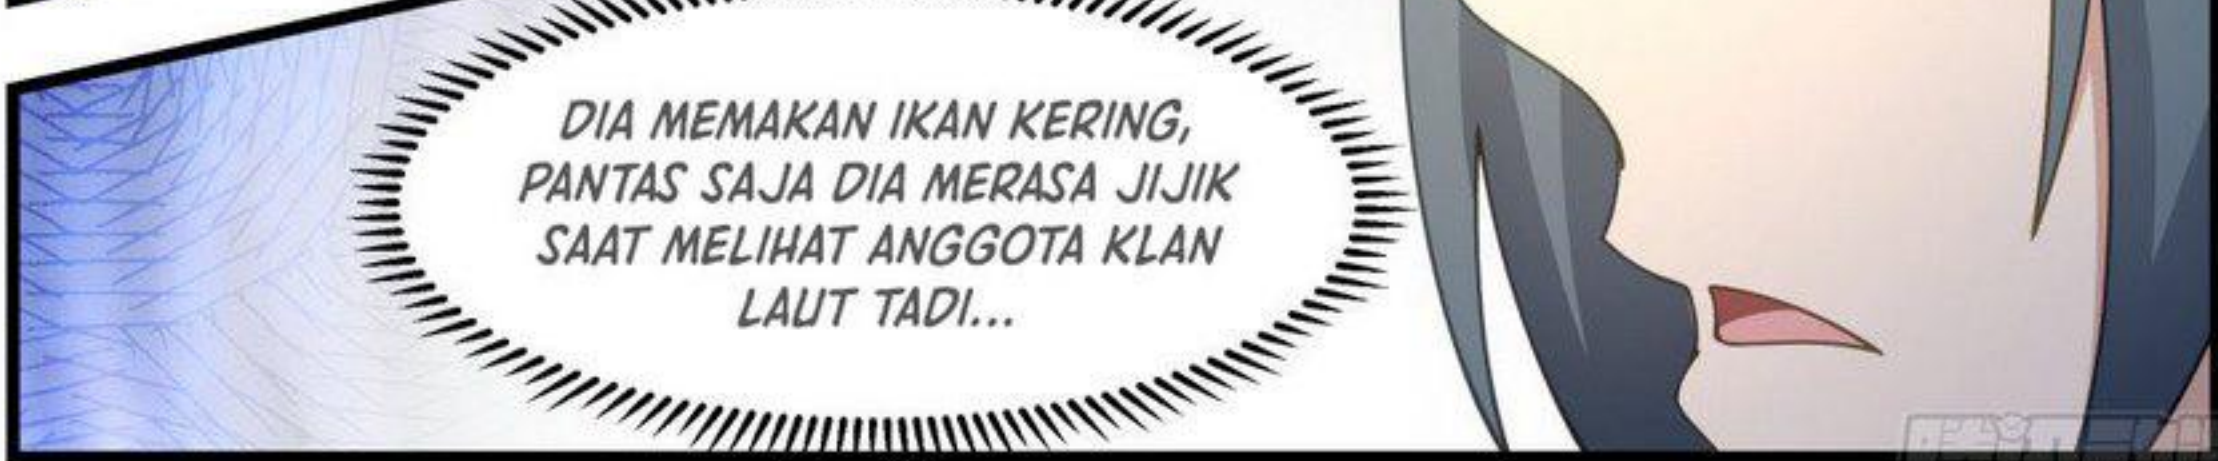 DIA MEMAKAN IKAN KERING,
PANTAS SAJA DIA MERASA JIJIK
SAAT MELIHAT ANGGOTA KLAN
LAUT TADI...